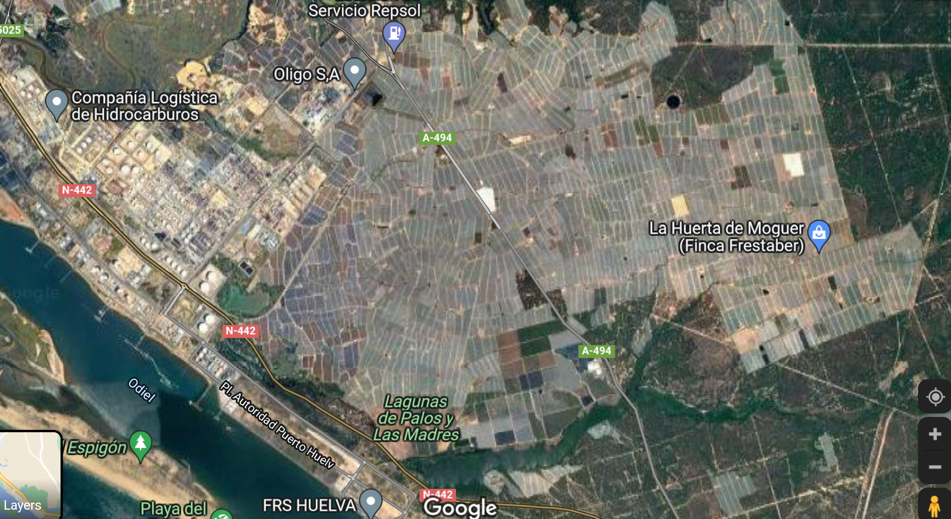 Servicio Repsol
5025
Oligo S,A
Compañía Logística
de Hidrocarburos
A-494
N-442
La Huerta de Moguer
(Finca Frestaber)
N-442
A-494
Odiel
Pl. Autoridad Puerto Huelv
Lagunas
de Palos y
Las Madres
Espigón
Layers
Playa del
FRS HUELVA
N-442
Google